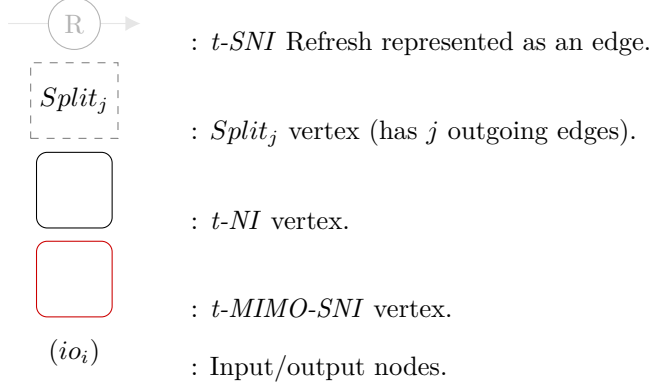 R
: t-SNI Refresh represented as an edge.
Split_j
: Split_j vertex (has j outgoing edges).
: t-NI vertex.
: t-MIMO-SNI vertex.
(io_i)
: Input/output nodes.